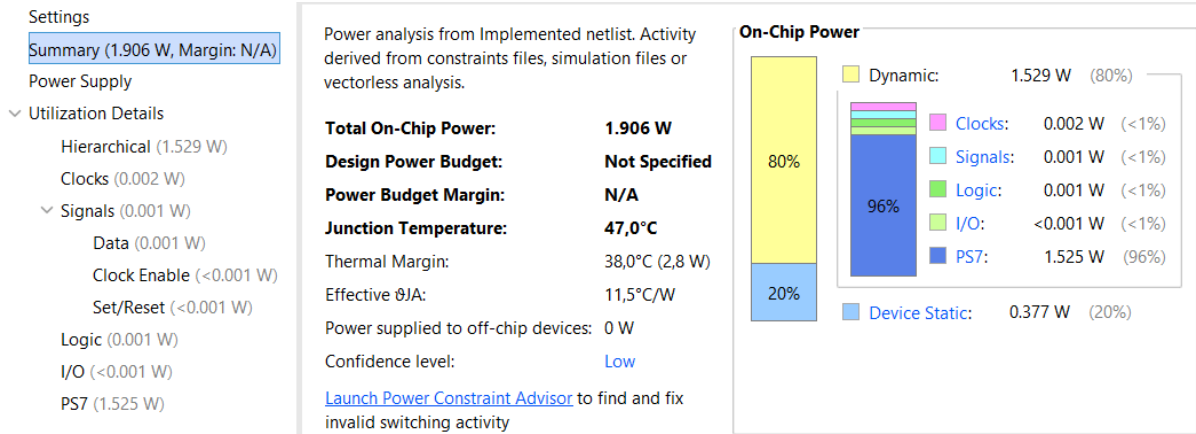 Settings
Summary (1.906 W, Margin: N/A)
Power Supply
Utilization Details
Hierarchical (1.529 W)
Clocks (0.002 W)
Signals (0.001 W)
Data (0.001 W)
Clock Enable (<0.001 W)
Set/Reset (<0.001 W)
Logic (0.001 W)
I/O (<0.001 W)
PS7 (1.525 W)
Power analysis from Implemented netlist. Activity
derived from constraints files, simulation files or
vectorless analysis.
Total On-Chip Power: 1.906 W
Design Power Budget: Not Specified
Power Budget Margin: N/A
Junction Temperature: 47,0°C
Thermal Margin: 38,0°C (2,8 W)
Effective ϑJA: 11,5°C/W
Power supplied to off-chip devices: 0 W
Confidence level: Low
Launch Power Constraint Advisor to find and fix
invalid switching activity
On-Chip Power
80%
20%
Dynamic: 1.529 W (80%)
96%
Clocks: 0.002 W (<1%)
Signals: 0.001 W (<1%)
Logic: 0.001 W (<1%)
I/O: <0.001 W (<1%)
PS7: 1.525 W (96%)
Device Static: 0.377 W (20%)